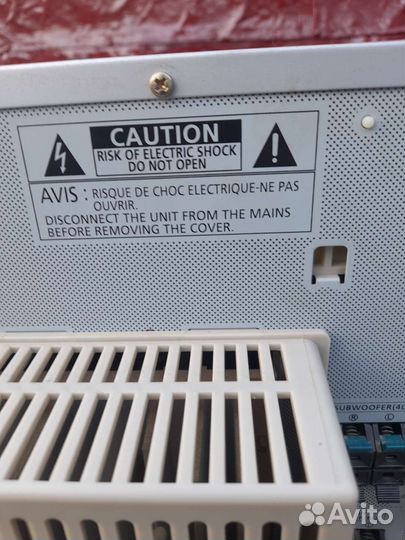 CAUTION
RISK OF ELECTRIC SHOCK
DO NOT OPEN
AVIS : RISQUE DE CHOC ELECTRIQUE-NE PAS
OUVRIR.
DISCONNECT THE UNIT FROM THE MAINS
BEFORE REMOVING THE COVER.
SUBWOOFER(4
R L
Avito